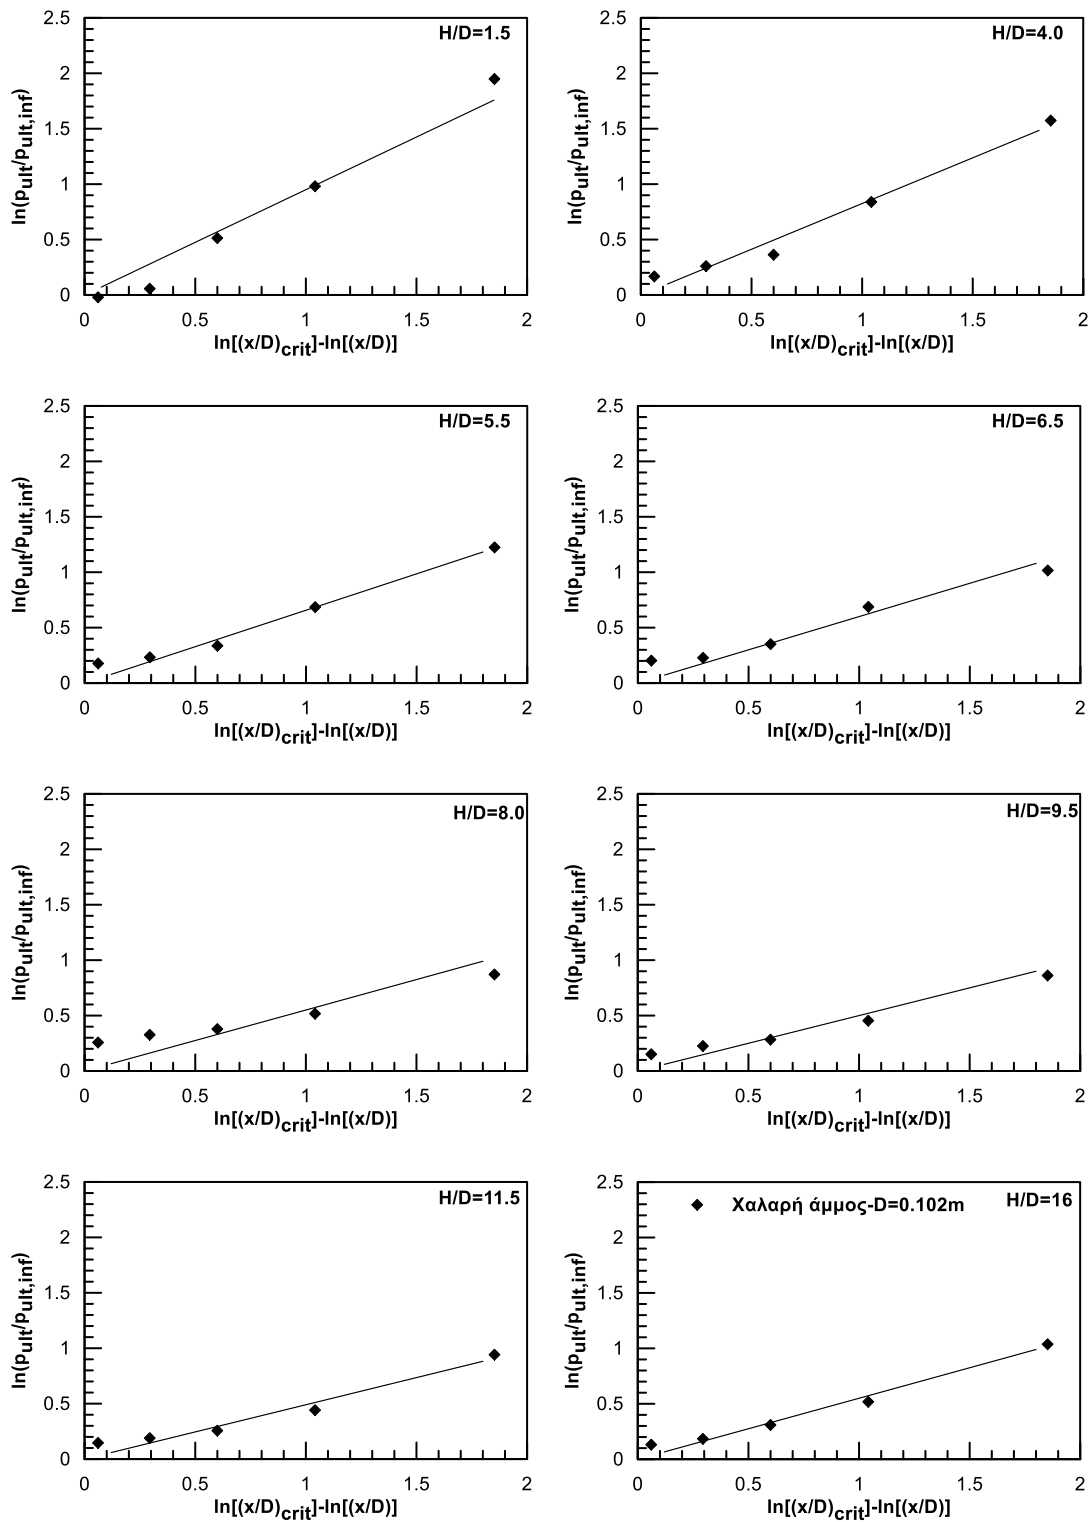 2.5
H/D=1.5
2
1.5
1
0.5
0
ln(pult/pult,inf)
0 0.5 1 1.5 2
ln[(x/D)crit]-ln[(x/D)]
2.5
H/D=4.0
2
1.5
1
0.5
0
ln(pult/pult,inf)
0 0.5 1 1.5 2
ln[(x/D)crit]-ln[(x/D)]
2.5
H/D=5.5
2
1.5
1
0.5
0
ln(pult/pult,inf)
0 0.5 1 1.5 2
ln[(x/D)crit]-ln[(x/D)]
2.5
H/D=6.5
2
1.5
1
0.5
0
ln(pult/pult,inf)
0 0.5 1 1.5 2
ln[(x/D)crit]-ln[(x/D)]
2.5
H/D=8.0
2
1.5
1
0.5
0
ln(pult/pult,inf)
0 0.5 1 1.5 2
ln[(x/D)crit]-ln[(x/D)]
2.5
H/D=9.5
2
1.5
1
0.5
0
ln(pult/pult,inf)
0 0.5 1 1.5 2
ln[(x/D)crit]-ln[(x/D)]
2.5
H/D=11.5
2
1.5
1
0.5
0
ln(pult/pult,inf)
0 0.5 1 1.5 2
ln[(x/D)crit]-ln[(x/D)]
2.5
Χαλαρή άμμος-D=0.102m H/D=16
2
1.5
1
0.5
0
ln(pult/pult,inf)
0 0.5 1 1.5 2
ln[(x/D)crit]-ln[(x/D)]